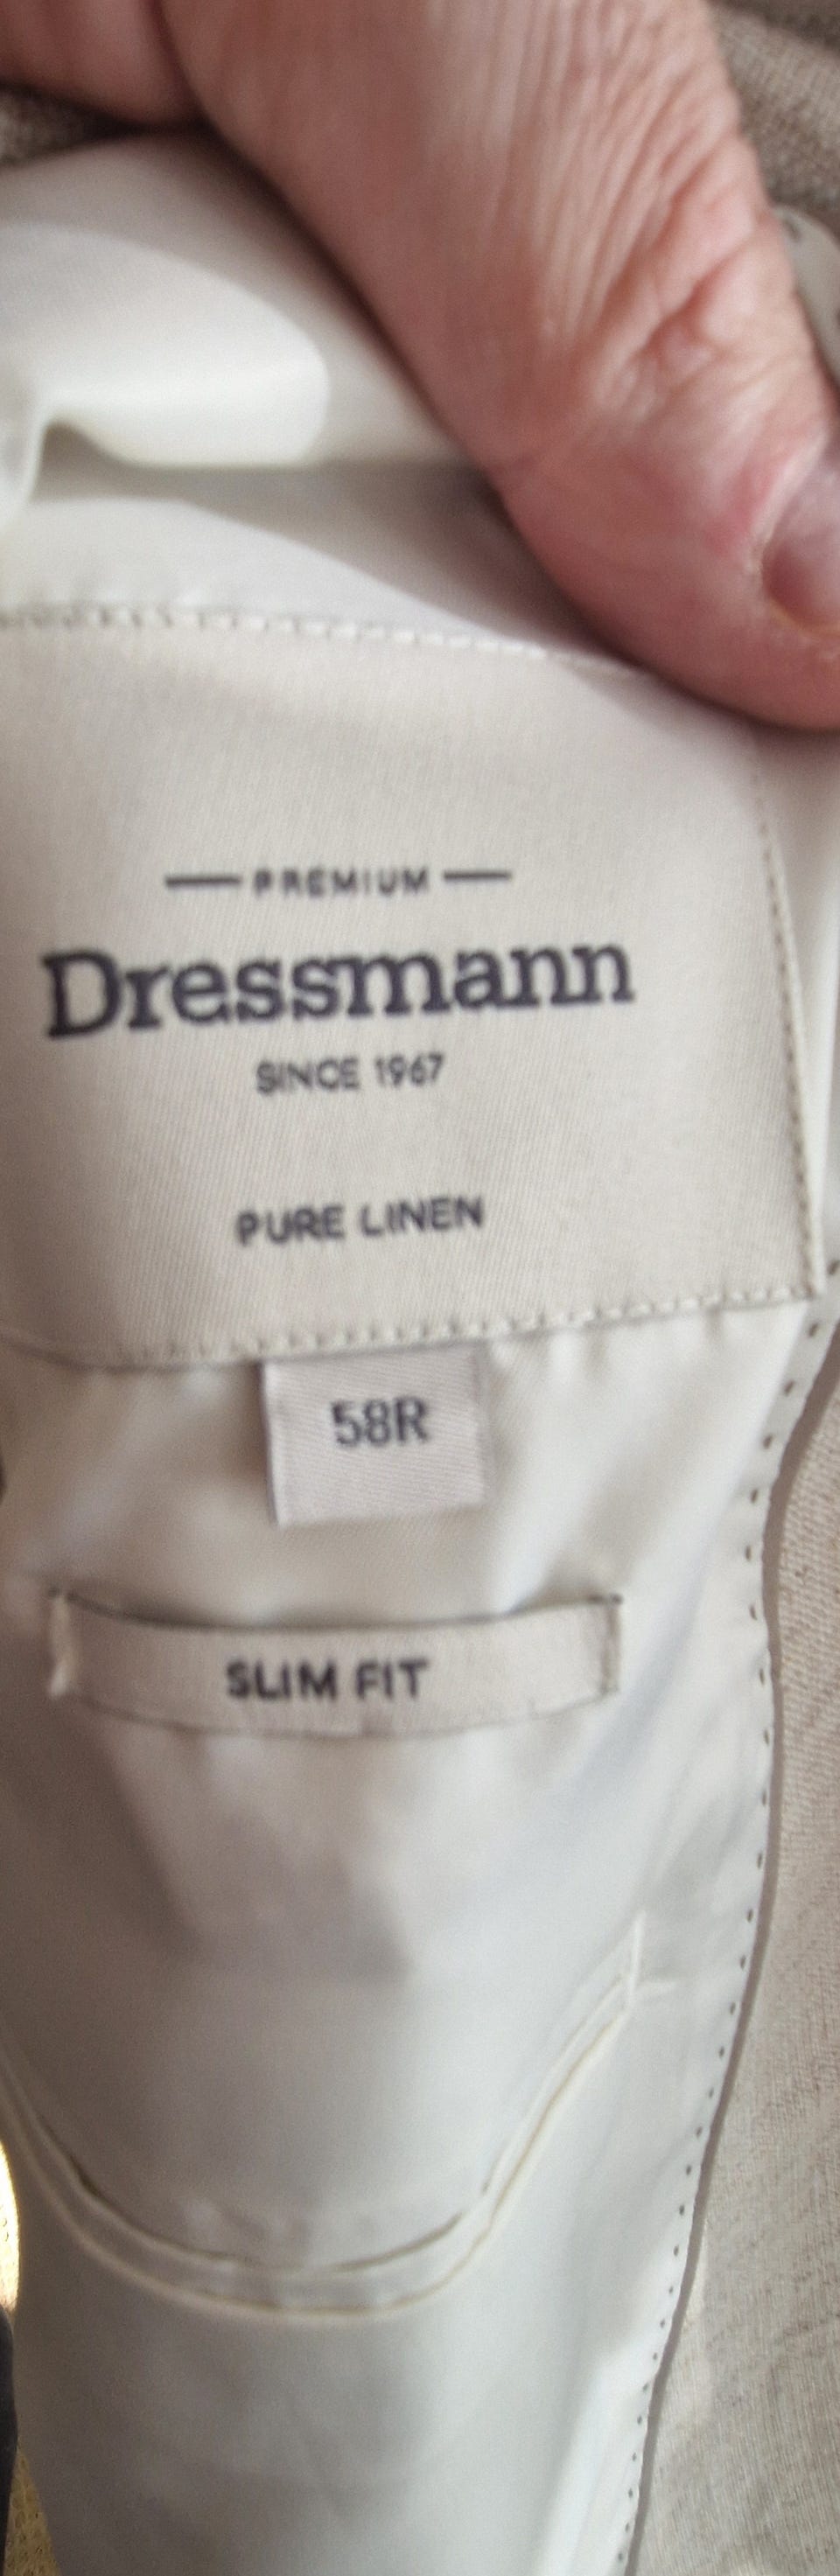 PREMIUM
Dressmann
SINCE 1967
PURE LINEN
58R
SLIM FIT